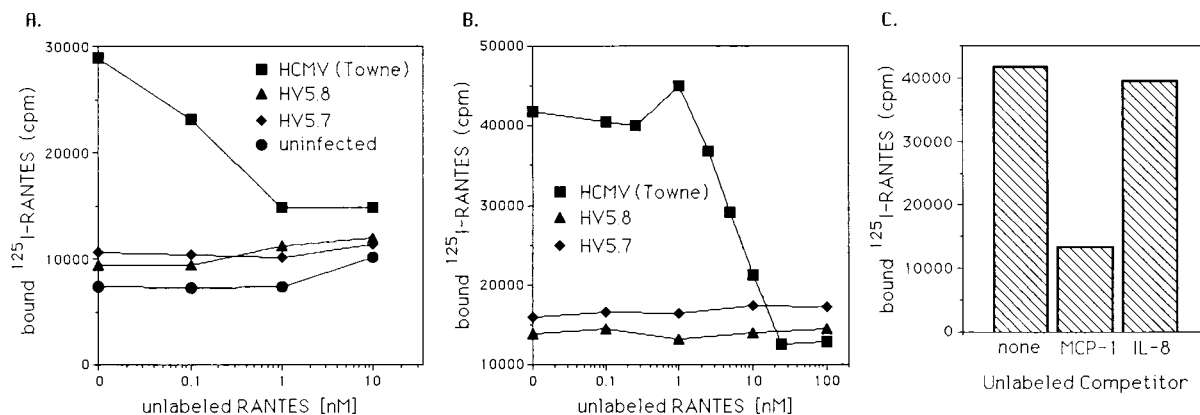 A.
bound ¹²⁵I-RANTES (cpm)
30000
20000
10000
0
HCMV (Towne)
HV5.8
HV5.7
uninfected
0
0.1
1
10
unlabeled RANTES [nM]
B.
bound ¹²⁵I-RANTES (cpm)
50000
40000
30000
20000
10000
HCMV (Towne)
HV5.8
HV5.7
0
0.1
1
10
100
unlabeled RANTES [nM]
C.
bound ¹²⁵I-RANTES (cpm)
40000
30000
20000
10000
0
none
MCP-1
IL-8
Unlabeled Competitor